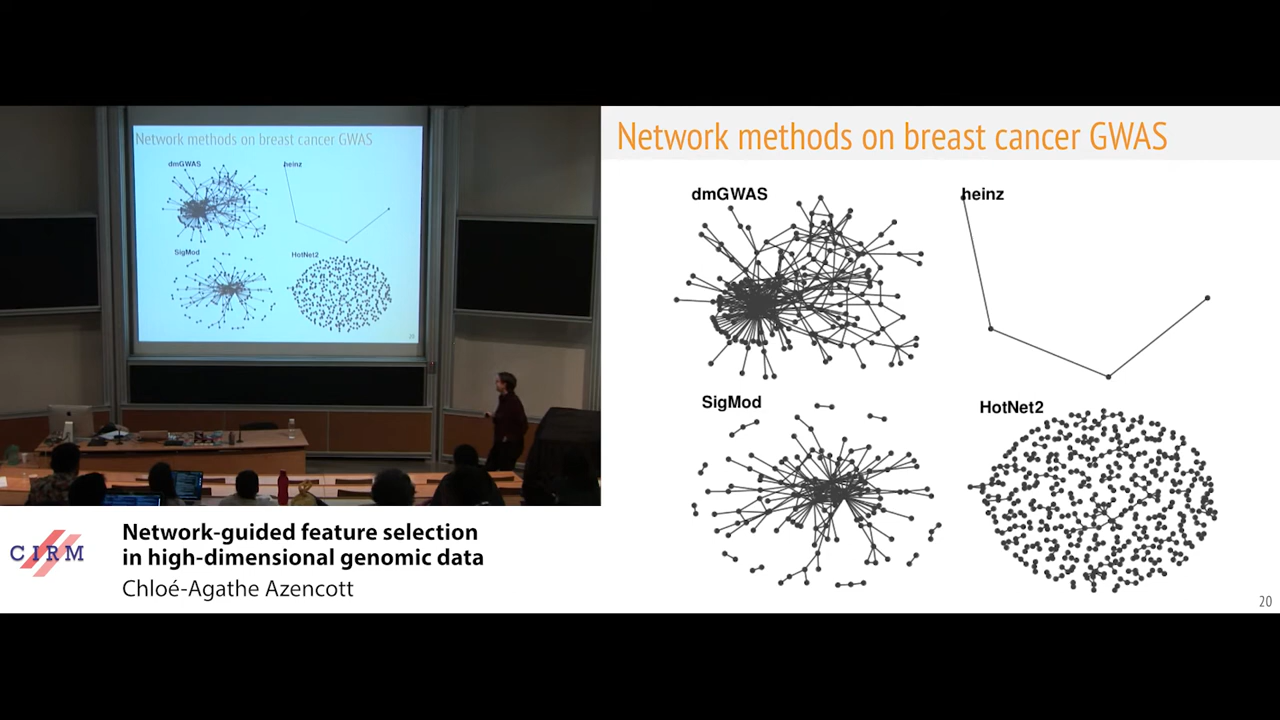 Network methods on breast cancer GWAS
dmGWAS
heinz
SigMod
HotNet2
Network methods on breast cancer GWAS
dmGWAS
heinz
SigMod
HotNet2
20
CIRM
Network-guided feature selection
in high-dimensional genomic data
Chloé-Agathe Azencott